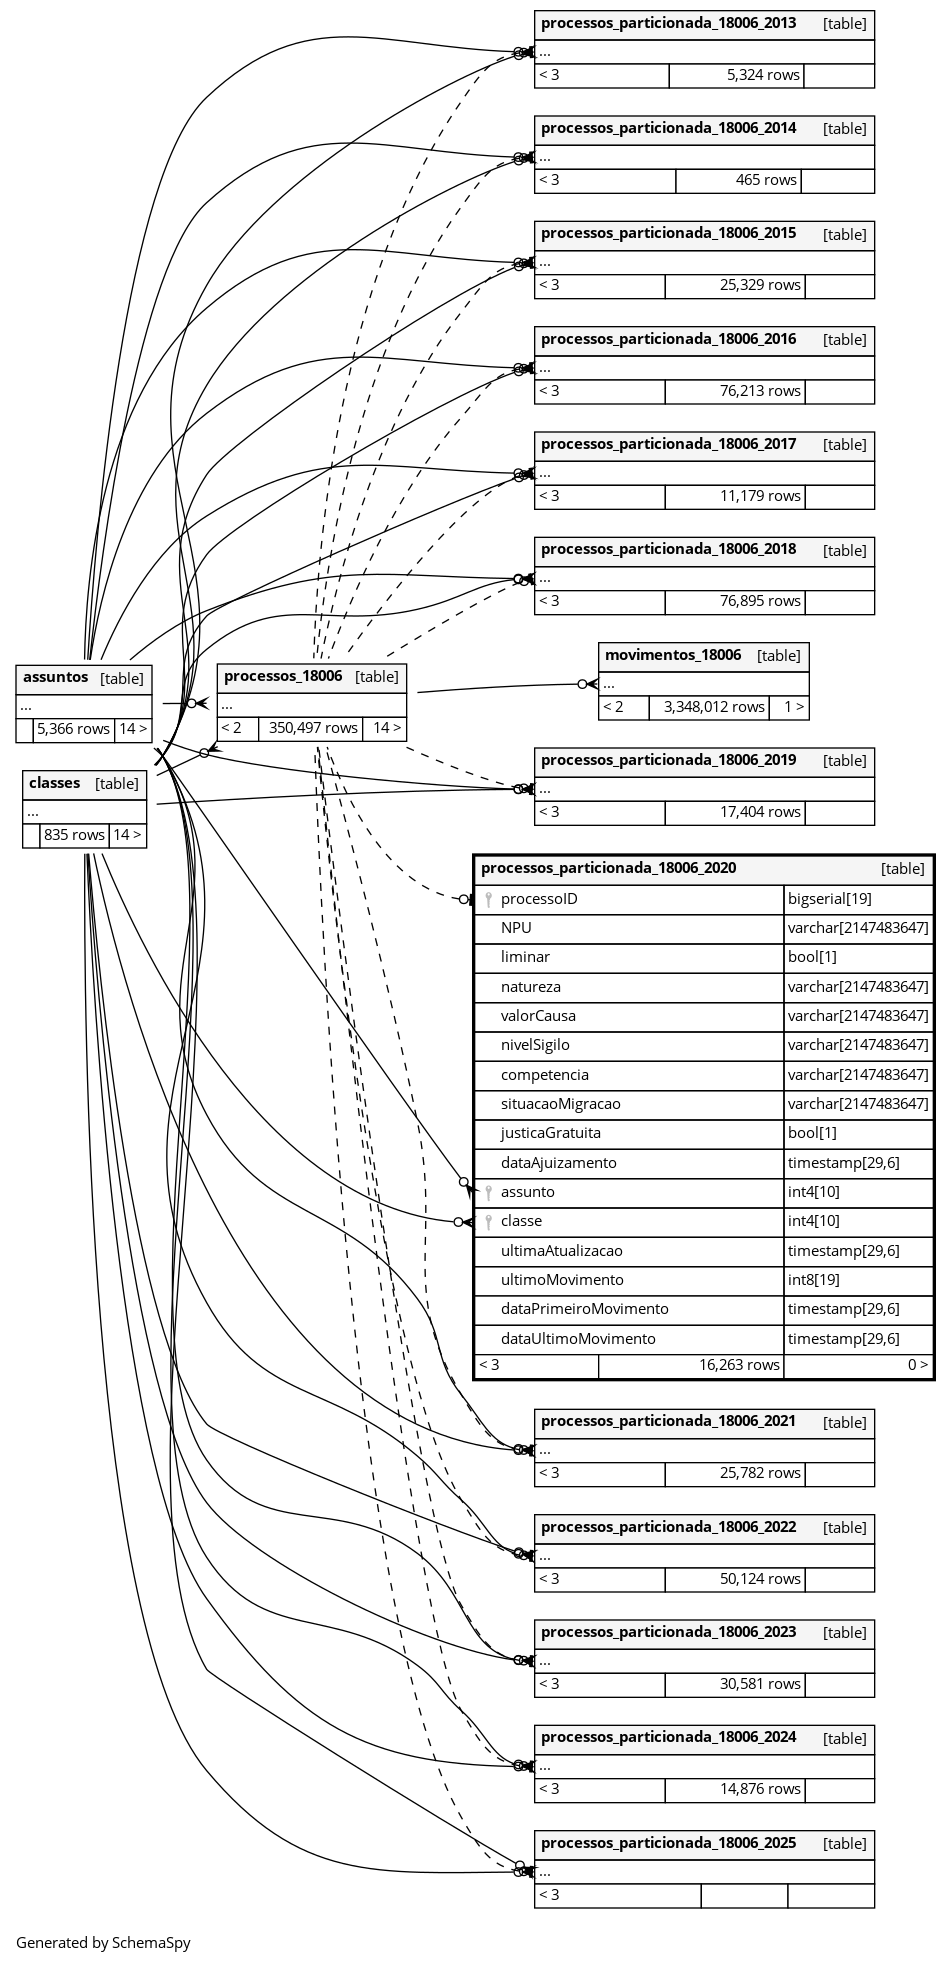 processos_particionada_18006_2013 [table]
...
< 3 5,324 rows
processos_particionada_18006_2014 [table]
...
< 3 465 rows
processos_particionada_18006_2015 [table]
...
< 3 25,329 rows
processos_particionada_18006_2016 [table]
...
< 3 76,213 rows
processos_particionada_18006_2017 [table]
...
< 3 11,179 rows
processos_particionada_18006_2018 [table]
...
< 3 76,895 rows
assuntos [table]
...
5,366 rows 14 >
processos_18006 [table]
...
< 2 350,497 rows 14 >
movimentos_18006 [table]
...
< 2 3,348,012 rows 1 >
classes [table]
...
835 rows 14 >
processos_particionada_18006_2019 [table]
...
< 3 17,404 rows
processos_particionada_18006_2020 [table]
processoID bigserial[19]
NPU varchar[2147483647]
liminar bool[1]
natureza varchar[2147483647]
valorCausa varchar[2147483647]
nivelSigilo varchar[2147483647]
competencia varchar[2147483647]
situacaoMigracao varchar[2147483647]
justicaGratuita bool[1]
dataAjuizamento timestamp[29,6]
assunto int4[10]
classe int4[10]
ultimaAtualizacao timestamp[29,6]
ultimoMovimento int8[19]
dataPrimeiroMovimento timestamp[29,6]
dataUltimoMovimento timestamp[29,6]
< 3 16,263 rows 0 >
processos_particionada_18006_2021 [table]
...
< 3 25,782 rows
processos_particionada_18006_2022 [table]
...
< 3 50,124 rows
processos_particionada_18006_2023 [table]
...
< 3 30,581 rows
processos_particionada_18006_2024 [table]
...
< 3 14,876 rows
processos_particionada_18006_2025 [table]
...
< 3
Generated by SchemaSpy